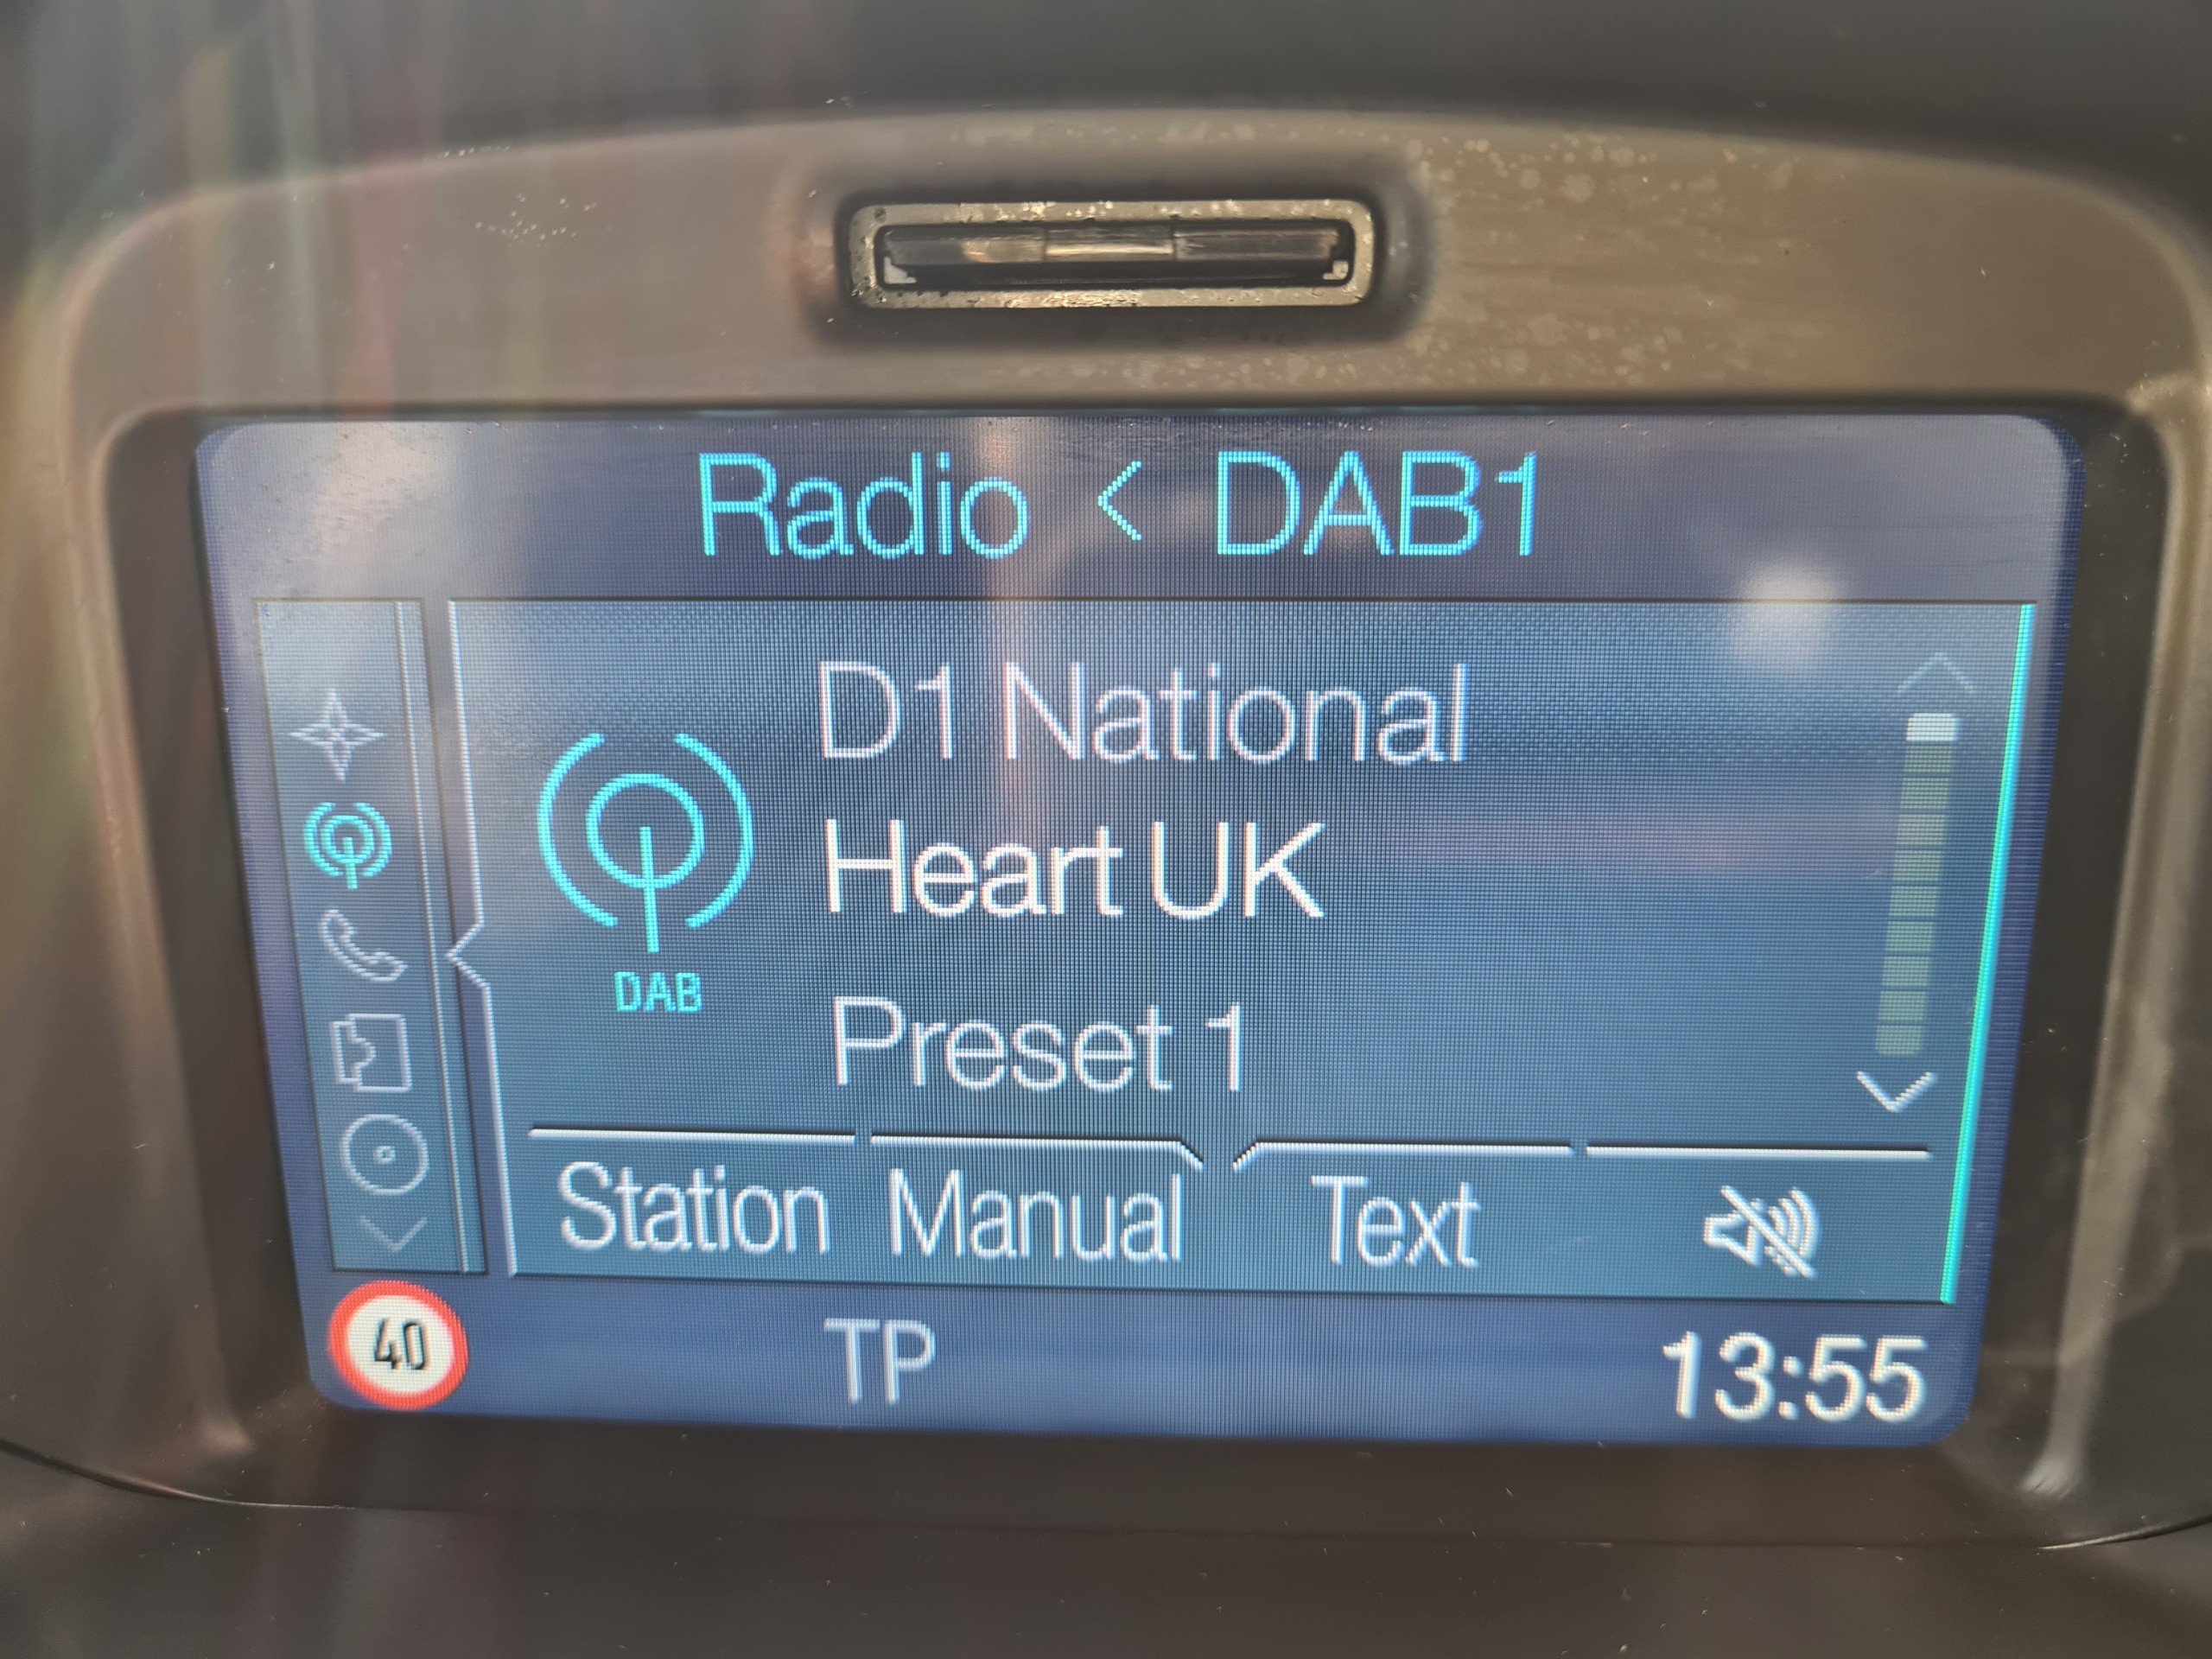 Radio < DAB1
D1 National
Heart UK
DAB
Preset 1
Station Manual Text
40 TP 13:55